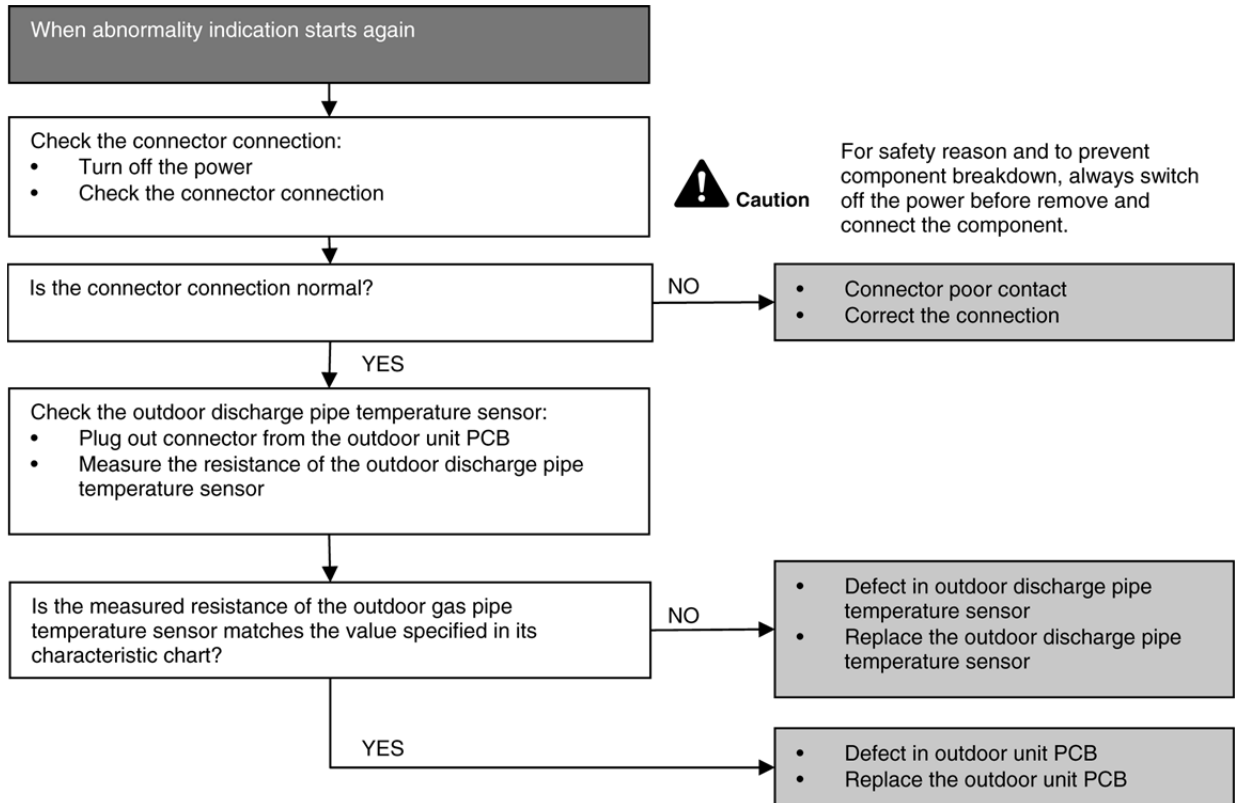 When abnormality indication starts again
Check the connector connection:
• Turn off the power
• Check the connector connection
Caution
For safety reason and to prevent
component breakdown, always switch
off the power before remove and
connect the component.
Is the connector connection normal?
NO
• Connector poor contact
• Correct the connection
YES
Check the outdoor discharge pipe temperature sensor:
• Plug out connector from the outdoor unit PCB
• Measure the resistance of the outdoor discharge pipe
temperature sensor
Is the measured resistance of the outdoor gas pipe
temperature sensor matches the value specified in its
characteristic chart?
NO
• Defect in outdoor discharge pipe
temperature sensor
• Replace the outdoor discharge pipe
temperature sensor
YES
• Defect in outdoor unit PCB
• Replace the outdoor unit PCB